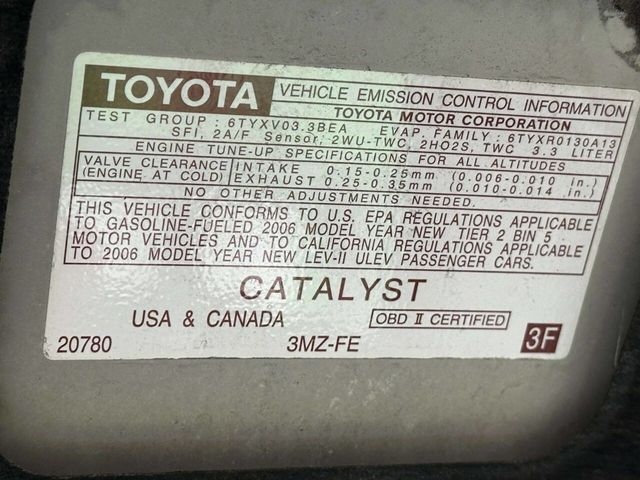 TOYOTA VEHICLE EMISSION CONTROL INFORMATION
TOYOTA MOTOR CORPORATION
TEST GROUP : 6TYXV03.3BEA EVAP. FAMILY : 6TYXR0130A13
SFI, 2A/F Sensor, 2WU-TWC, 2HO2S, TWC 3.3 LITER
ENGINE TUNE-UP SPECIFICATIONS FOR ALL ALTITUDES
VALVE CLEARANCE INTAKE 0.15-0.25mm (0.006-0.010 in.)
(ENGINE AT COLD) EXHAUST 0.25-0.35mm (0.010-0.014 in.)
NO OTHER ADJUSTMENTS NEEDED.
THIS VEHICLE CONFORMS TO U.S. EPA REGULATIONS APPLICABLE
TO GASOLINE-FUELED 2006 MODEL YEAR NEW TIER 2 BIN 5
MOTOR VEHICLES AND TO CALIFORNIA REGULATIONS APPLICABLE
TO 2006 MODEL YEAR NEW LEV-II ULEV PASSENGER CARS.
CATALYST
USA & CANADA OBD II CERTIFIED
20780 3MZ-FE 3F